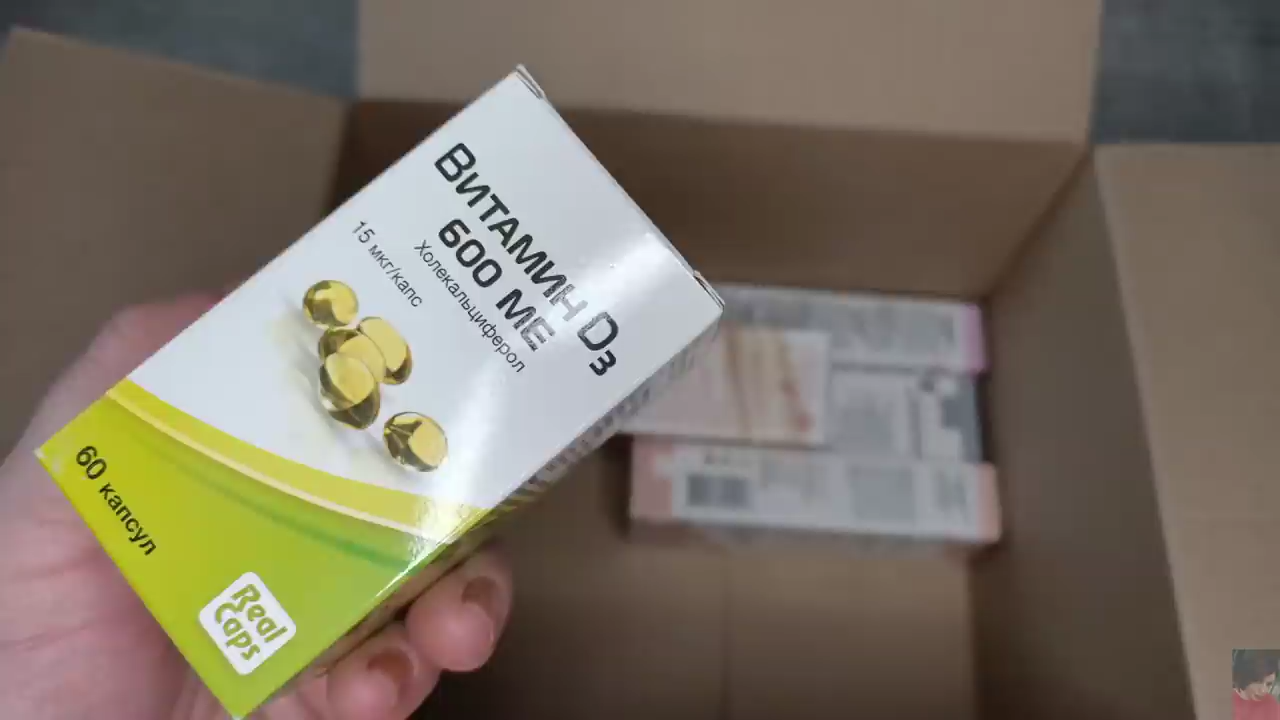 Витамин D3
600 МЕ
Холекальциферол
15 мкг/капс
60 капсул
Real
Caps